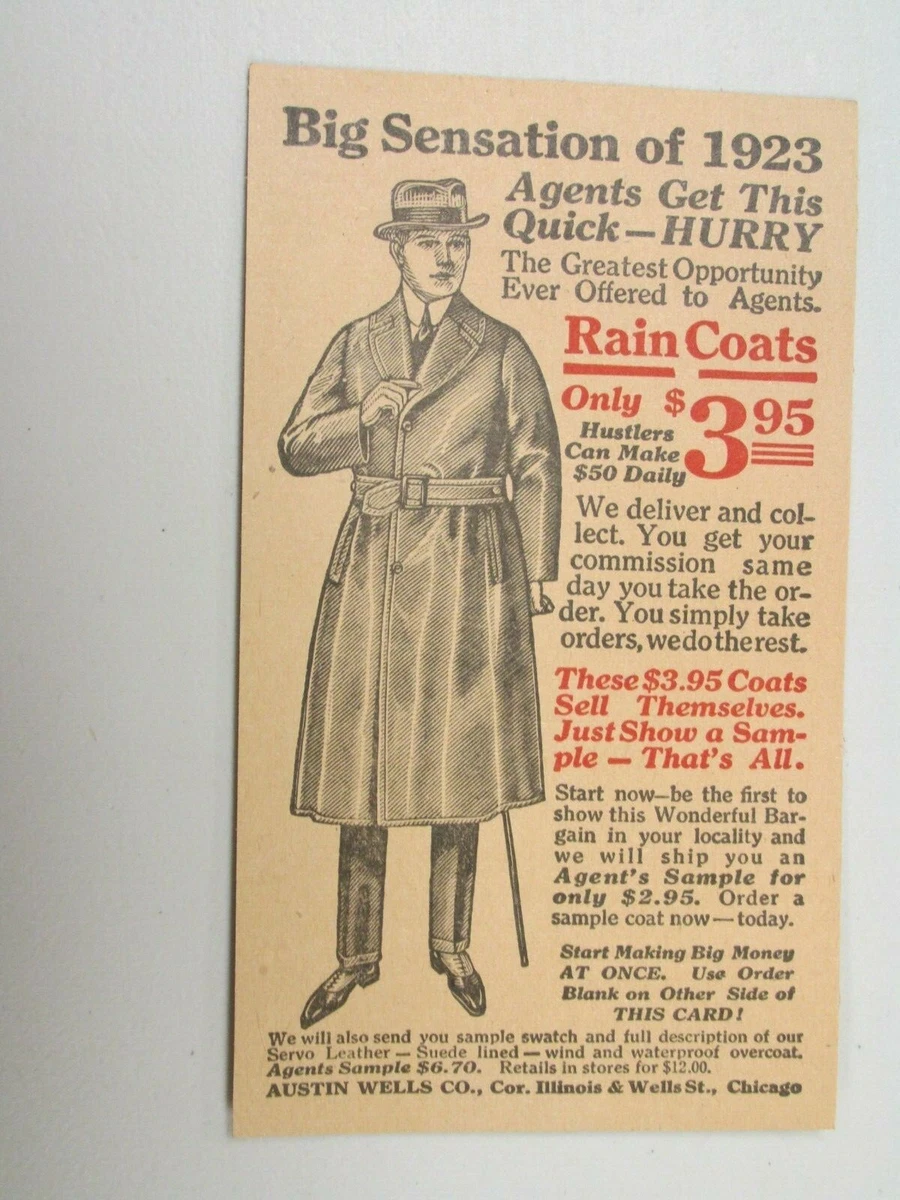 Big Sensation of 1923
Agents Get This
Quick—HURRY
The Greatest Opportunity
Ever Offered to Agents.
Rain Coats
Only $3 95
Hustlers
Can Make
$50 Daily
We deliver and col-
lect. You get your
commission same
day you take the or-
der. You simply take
orders, we do the rest.
These $3.95 Coats
Sell Themselves.
Just Show a Sam-
ple — That's All.
Start now—be the first to
show this Wonderful Bar-
gain in your locality and
we will ship you an
Agent's Sample for
only $2.95. Order a
sample coat now—today.
Start Making Big Money
AT ONCE. Use Order
Blank on Other Side of
THIS CARD!
We will also send you sample swatch and full description of our
Servo Leather — Suede lined — wind and waterproof overcoat.
Agents Sample $6.70. Retails in stores for $12.00.
AUSTIN WELLS CO., Cor. Illinois & Wells St., Chicago